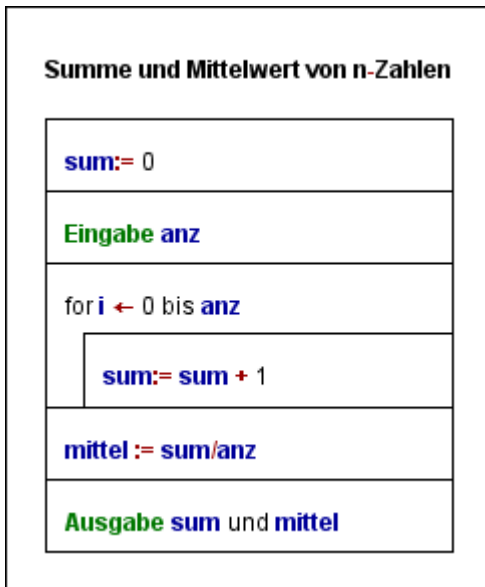 Summe und Mittelwert von n-Zahlen
sum:= 0
Eingabe anz
for i ← 0 bis anz
sum:= sum + 1
mittel := sum/anz
Ausgabe sum und mittel